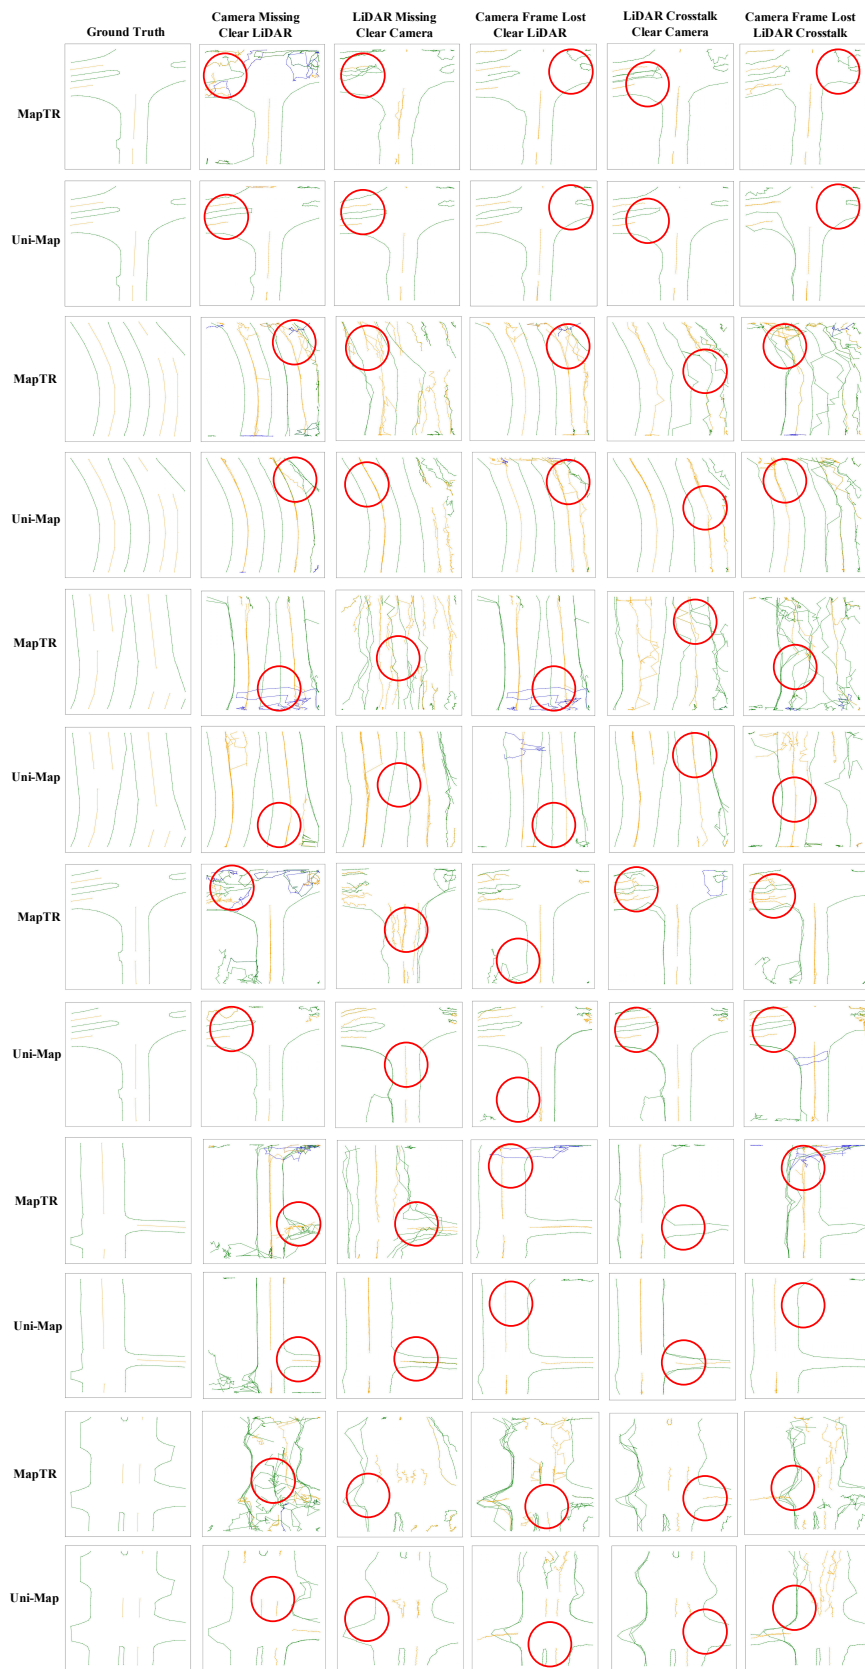 Ground Truth
Camera Missing
Clear LiDAR
LiDAR Missing
Clear Camera
Camera Frame Lost
Clear LiDAR
LiDAR Crosstalk
Clear Camera
Camera Frame Lost
LiDAR Crosstalk
MapTR
Uni-Map
MapTR
Uni-Map
MapTR
Uni-Map
MapTR
Uni-Map
MapTR
Uni-Map
MapTR
Uni-Map